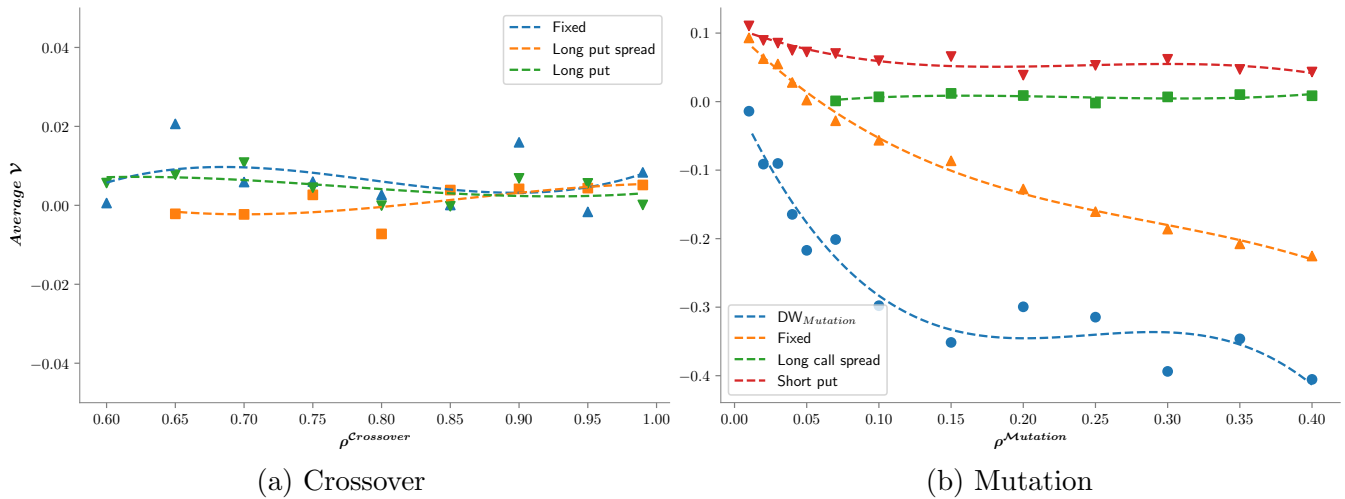 0.04
0.02
0.00
−0.02
−0.04
Average 𝒱
0.60 0.65 0.70 0.75 0.80 0.85 0.90 0.95 1.00
ρ^Crossover
Fixed
Long put spread
Long put
(a) Crossover
0.1
0.0
−0.1
−0.2
−0.3
−0.4
0.00 0.05 0.10 0.15 0.20 0.25 0.30 0.35 0.40
ρ^Mutation
DW_Mutation
Fixed
Long call spread
Short put
(b) Mutation